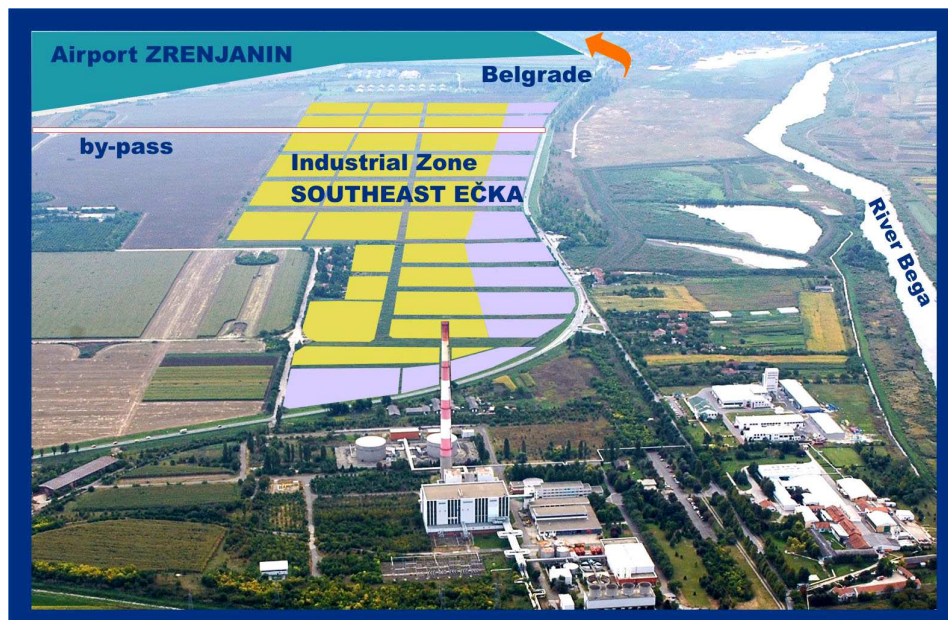 Airport ZRENJANIN
Belgrade
by-pass
Industrial Zone
SOUTHEAST EČKA
River Bega